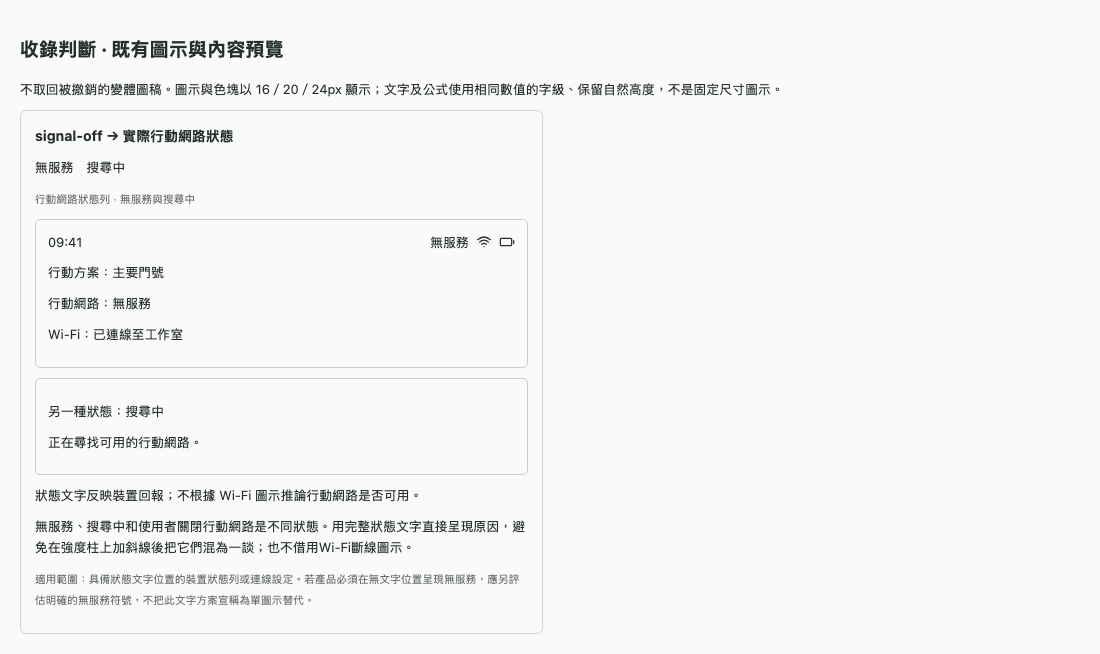 收錄判斷 · 既有圖示與內容預覽
不取回被撤銷的變體圖稿。圖示與色塊以 16 / 20 / 24px 顯示；文字及公式使用相同數值的字級、保留自然高度，不是固定尺寸圖示。
signal-off → 實際行動網路狀態
無服務　搜尋中
行動網路狀態列 · 無服務與搜尋中
09:41 無服務
行動方案：主要門號
行動網路：無服務
Wi-Fi：已連線至工作室
另一種狀態：搜尋中
正在尋找可用的行動網路。
狀態文字反映裝置回報；不根據 Wi-Fi 圖示推論行動網路是否可用。
無服務、搜尋中和使用者關閉行動網路是不同狀態。用完整狀態文字直接呈現原因，避
免在強度柱上加斜線後把它們混為一談；也不借用Wi-Fi斷線圖示。
適用範圍：具備狀態文字位置的裝置狀態列或連線設定。若產品必須在無文字位置呈現無服務，應另評
估明確的無服務符號，不把此文字方案宣稱為單圖示替代。